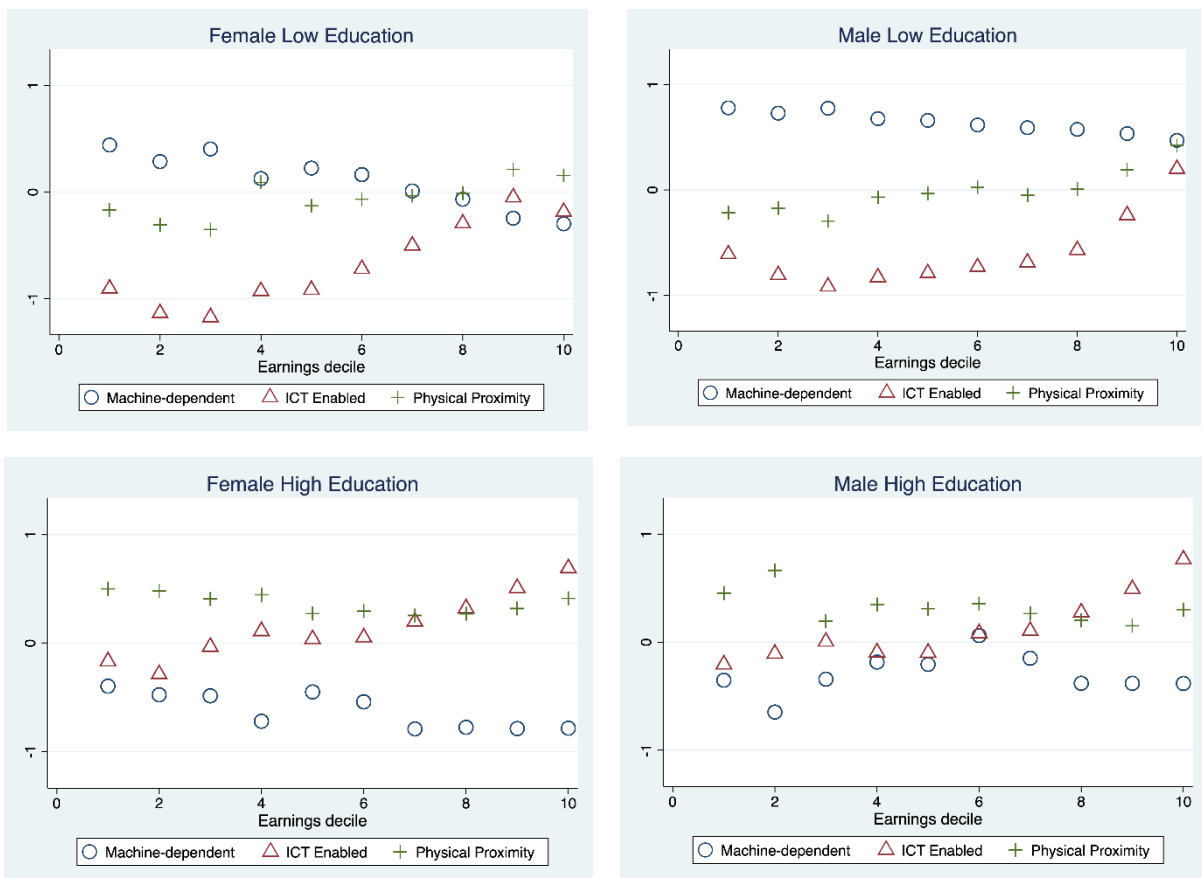 Female Low Education
1
0
-1
0 2 4 6 8 10
Earnings decile
Machine-dependent ICT Enabled Physical Proximity
Male Low Education
1
0
-1
0 2 4 6 8 10
Earnings decile
Machine-dependent ICT Enabled Physical Proximity
Female High Education
1
0
-1
0 2 4 6 8 10
Earnings decile
Machine-dependent ICT Enabled Physical Proximity
Male High Education
1
0
-1
0 2 4 6 8 10
Earnings decile
Machine-dependent ICT Enabled Physical Proximity